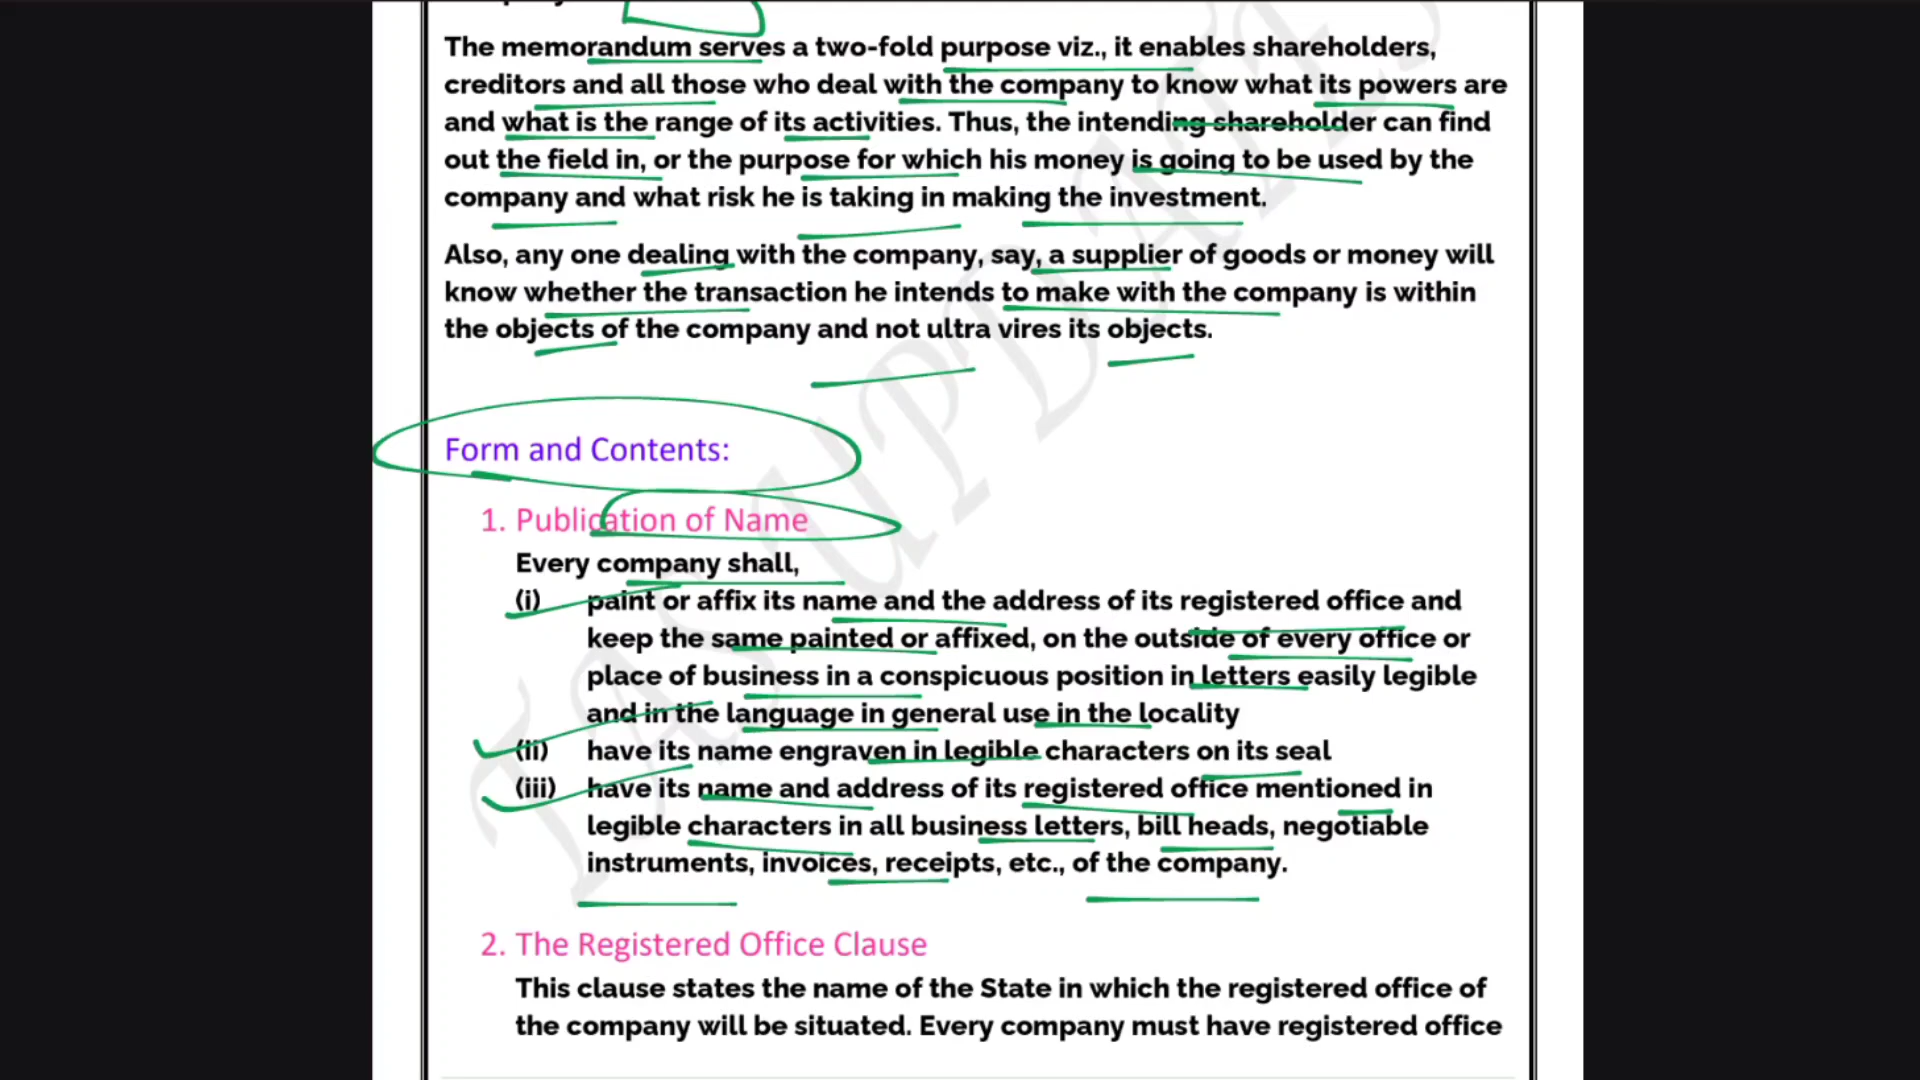 The memorandum serves a two-fold purpose viz., it enables shareholders,
creditors and all those who deal with the company to know what its powers are
and what is the range of its activities. Thus, the intending shareholder can find
out the field in, or the purpose for which his money is going to be used by the
company and what risk he is taking in making the investment.
Also, any one dealing with the company, say, a supplier of goods or money will
know whether the transaction he intends to make with the company is within
the objects of the company and not ultra vires its objects.
Form and Contents:
1. Publication of Name
Every company shall,
(i) paint or affix its name and the address of its registered office and
keep the same painted or affixed, on the outside of every office or
place of business in a conspicuous position in letters easily legible
and in the language in general use in the locality
(ii) have its name engraven in legible characters on its seal
(iii) have its name and address of its registered office mentioned in
legible characters in all business letters, bill heads, negotiable
instruments, invoices, receipts, etc., of the company.
2. The Registered Office Clause
This clause states the name of the State in which the registered office of
the company will be situated. Every company must have registered office